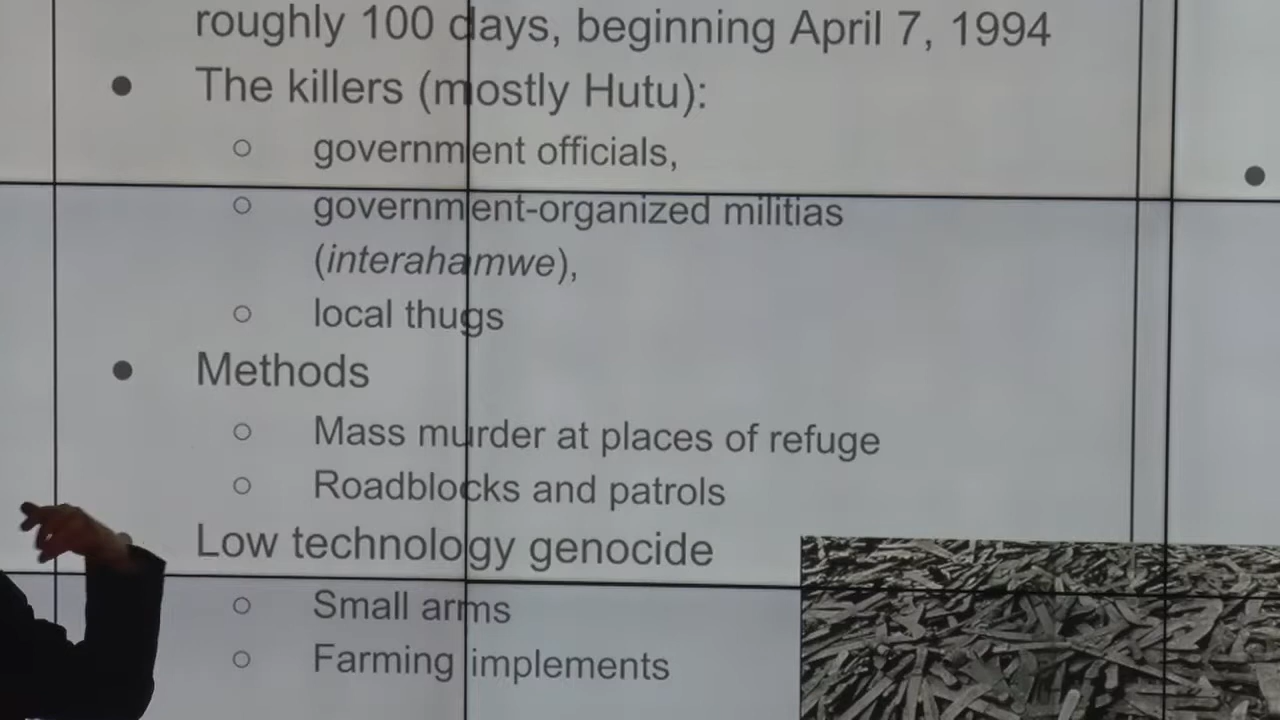 roughly 100 days, beginning April 7, 1994
● The killers (mostly Hutu):
○ government officials,
○ government-organized militias
(interahamwe),
○ local thugs
● Methods
○ Mass murder at places of refuge
○ Roadblocks and patrols
Low technology genocide
○ Small arms
○ Farming implements
●